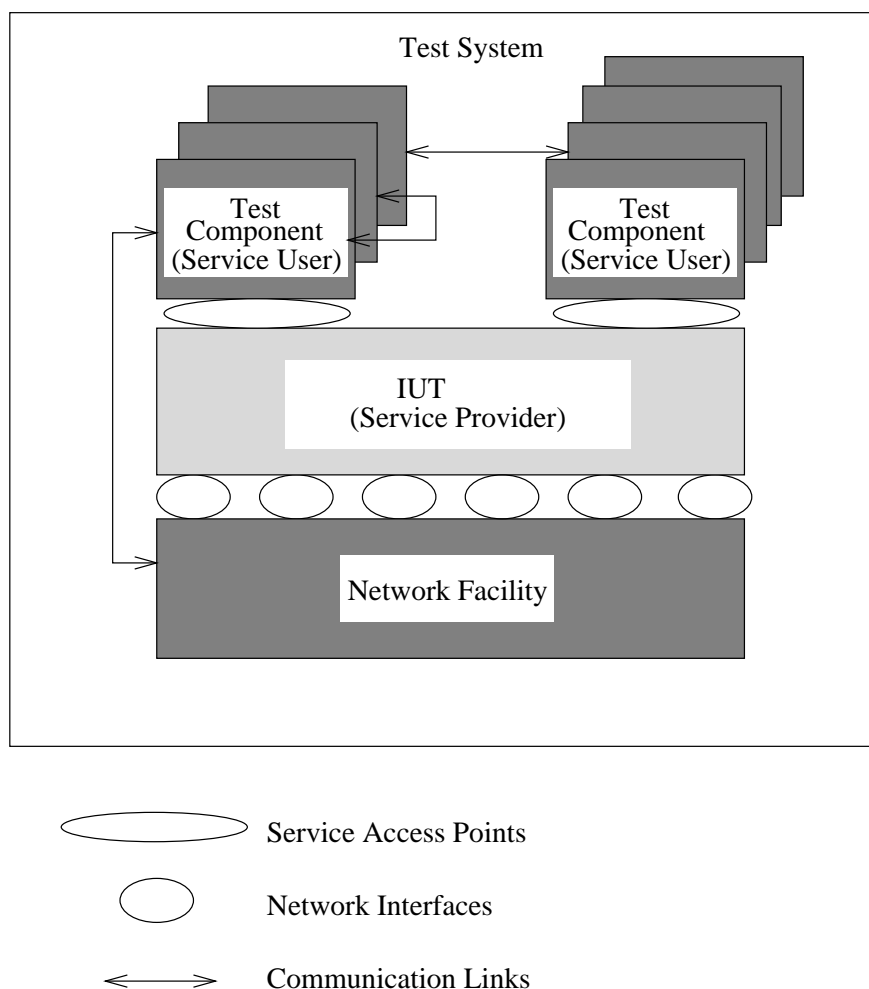 Test System
Test
Component
(Service User)
Test
Component
(Service User)
IUT
(Service Provider)
Network Facility
Service Access Points
Network Interfaces
Communication Links